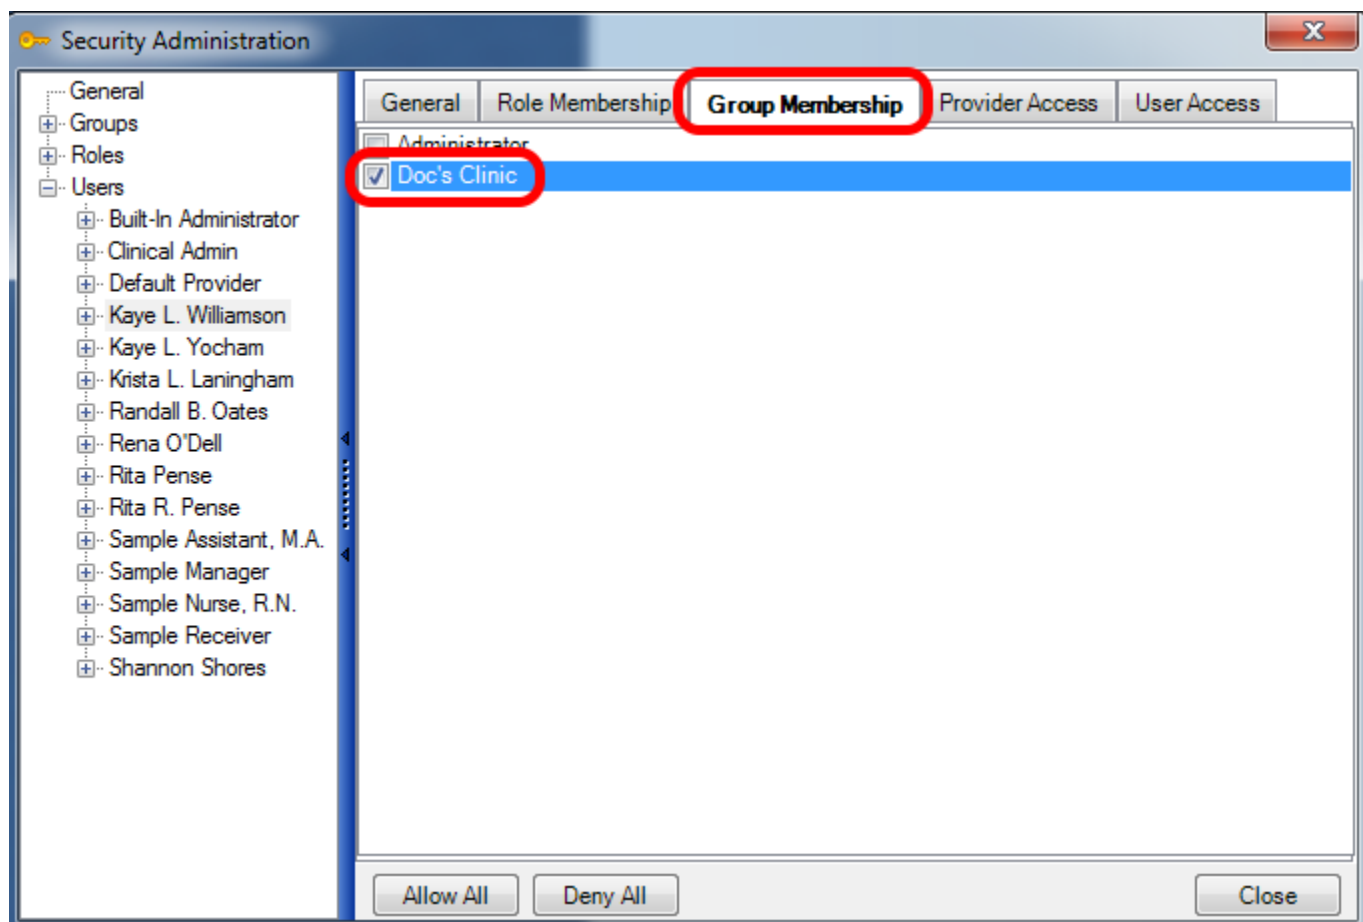 Security Administration
General
Groups
Roles
Users
Built-In Administrator
Clinical Admin
Default Provider
Kaye L. Williamson
Kaye L. Yocham
Krista L. Laningham
Randall B. Oates
Rena O'Dell
Rita Pense
Rita R. Pense
Sample Assistant, M.A.
Sample Manager
Sample Nurse, R.N.
Sample Receiver
Shannon Shores
General Role Membership Group Membership Provider Access User Access
Administrator
Doc's Clinic
Allow All Deny All Close